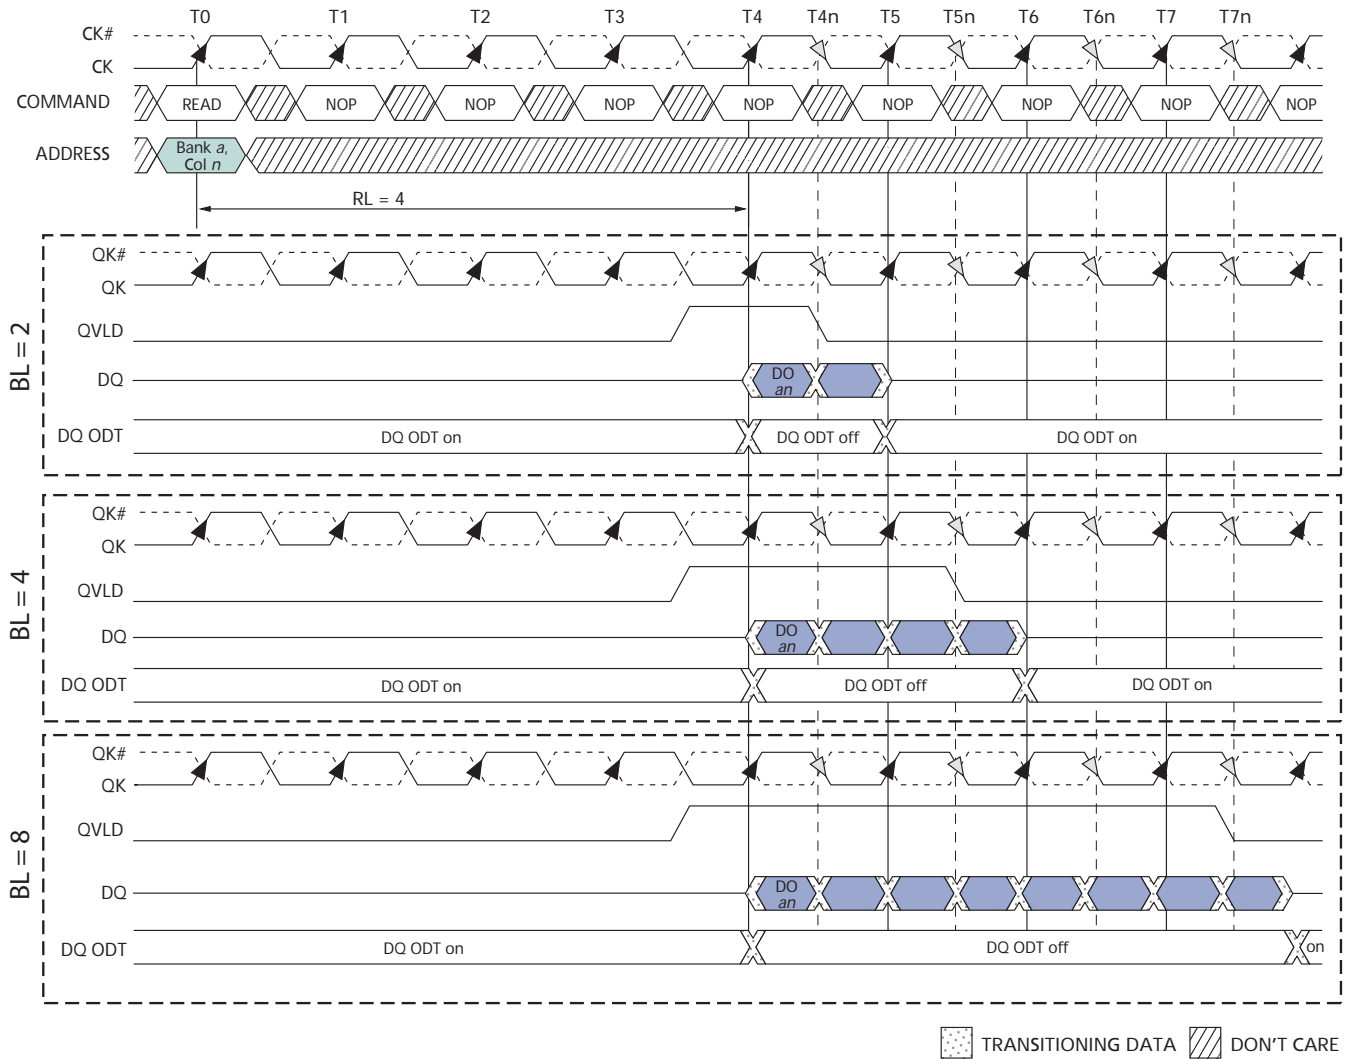 T0 T1 T2 T3 T4 T4n T5 T5n T6 T6n T7 T7n
CK#
CK
COMMAND READ NOP NOP NOP NOP NOP NOP NOP NOP
ADDRESS Bank a,
Col n
RL = 4
BL = 2
QK#
QK
QVLD
DQ DO
an
DQ ODT DQ ODT on DQ ODT off DQ ODT on
BL = 4
QK#
QK
QVLD
DQ DO
an
DQ ODT DQ ODT on DQ ODT off DQ ODT on
BL = 8
QK#
QK
QVLD
DQ DO
an
DQ ODT DQ ODT on DQ ODT off on
TRANSITIONING DATA DON'T CARE